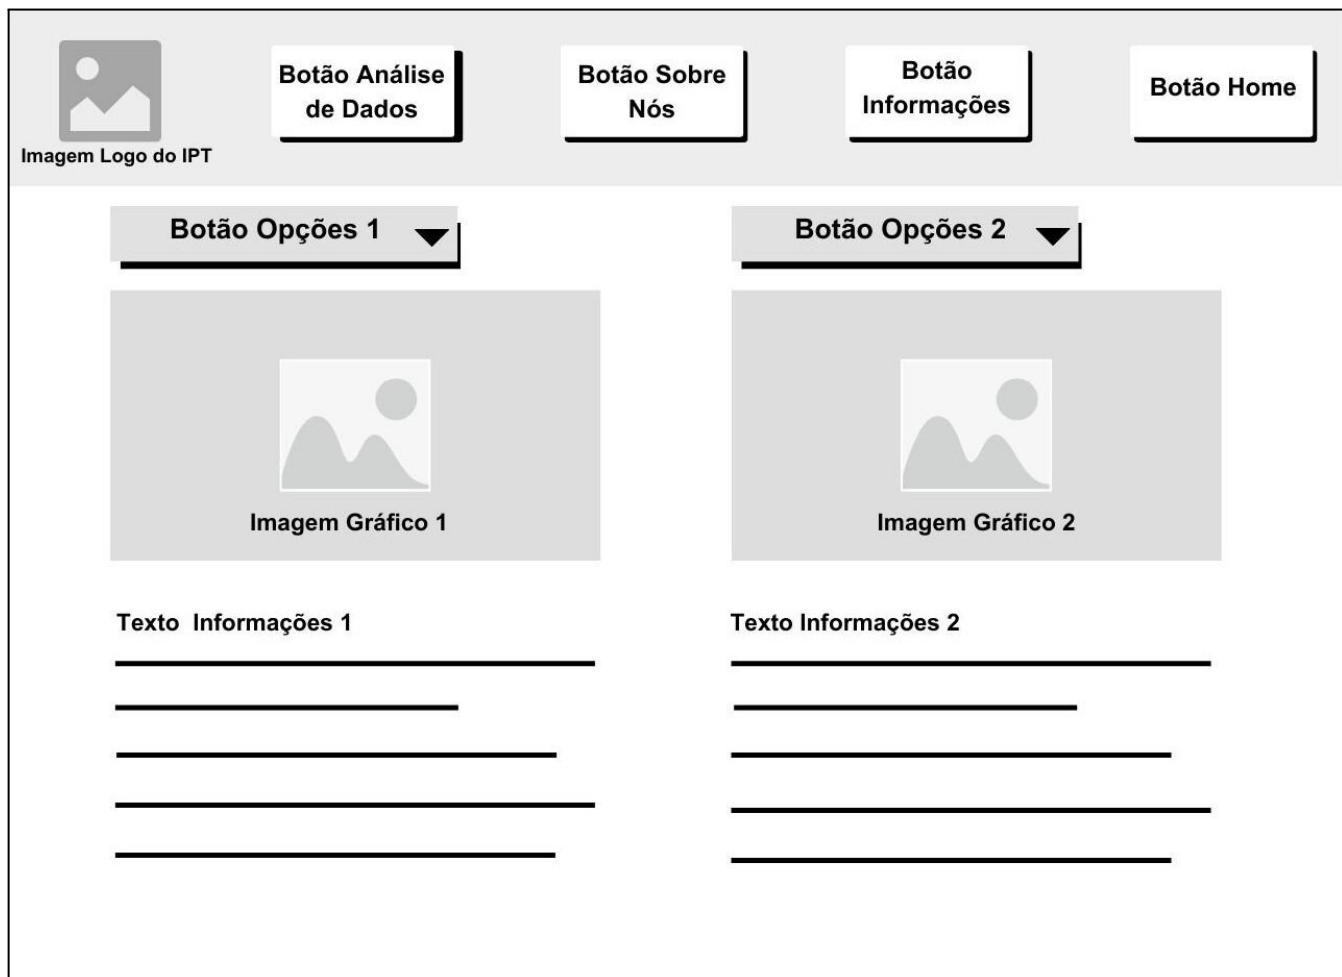 Imagem Logo do IPT
Botão Análise
de Dados
Botão Sobre
Nós
Botão
Informações
Botão Home
Botão Opções 1
Botão Opções 2
Imagem Gráfico 1
Imagem Gráfico 2
Texto  Informações 1
Texto Informações 2